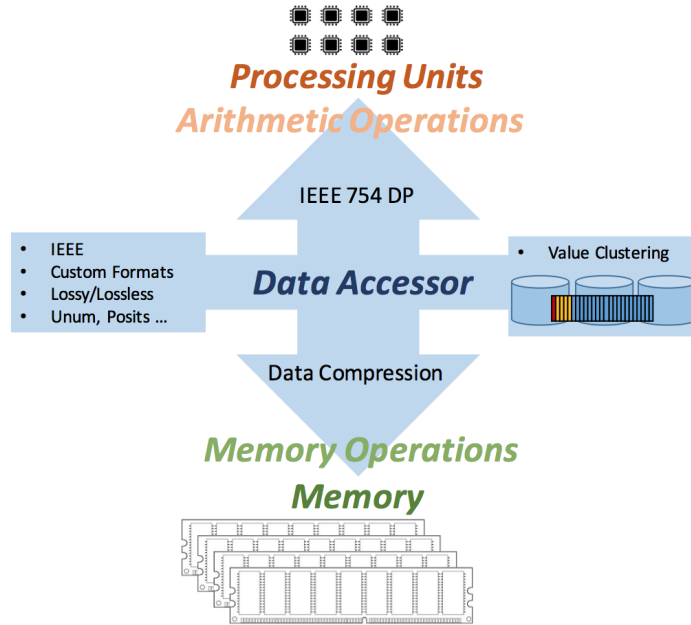 Processing Units
Arithmetic Operations
IEEE 754 DP
• IEEE
• Custom Formats
• Lossy/Lossless
• Unum, Posits ...
Data Accessor
• Value Clustering
Data Compression
Memory Operations
Memory